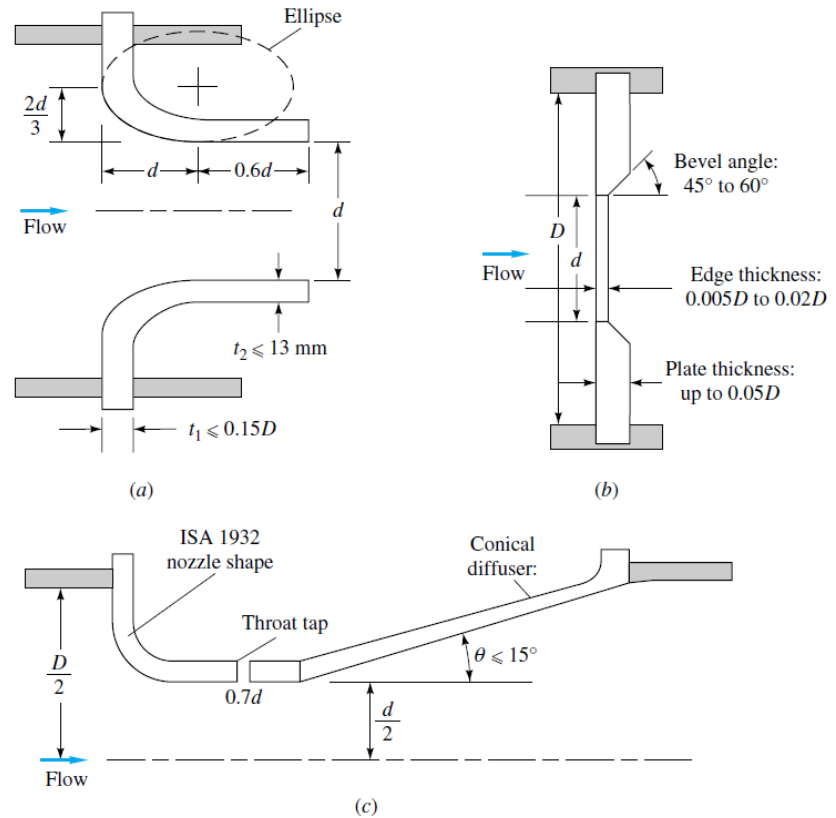 Ellipse
2d
3
d
0.6d
d
Flow
t₂ ⩽ 13 mm
t₁ ⩽ 0.15D
(a)
Bevel angle:
45° to 60°
D
d
Flow
Edge thickness:
0.005D to 0.02D
Plate thickness:
up to 0.05D
(b)
ISA 1932
nozzle shape
Conical
diffuser:
Throat tap
θ ⩽ 15°
D
2
0.7d
d
2
Flow
(c)